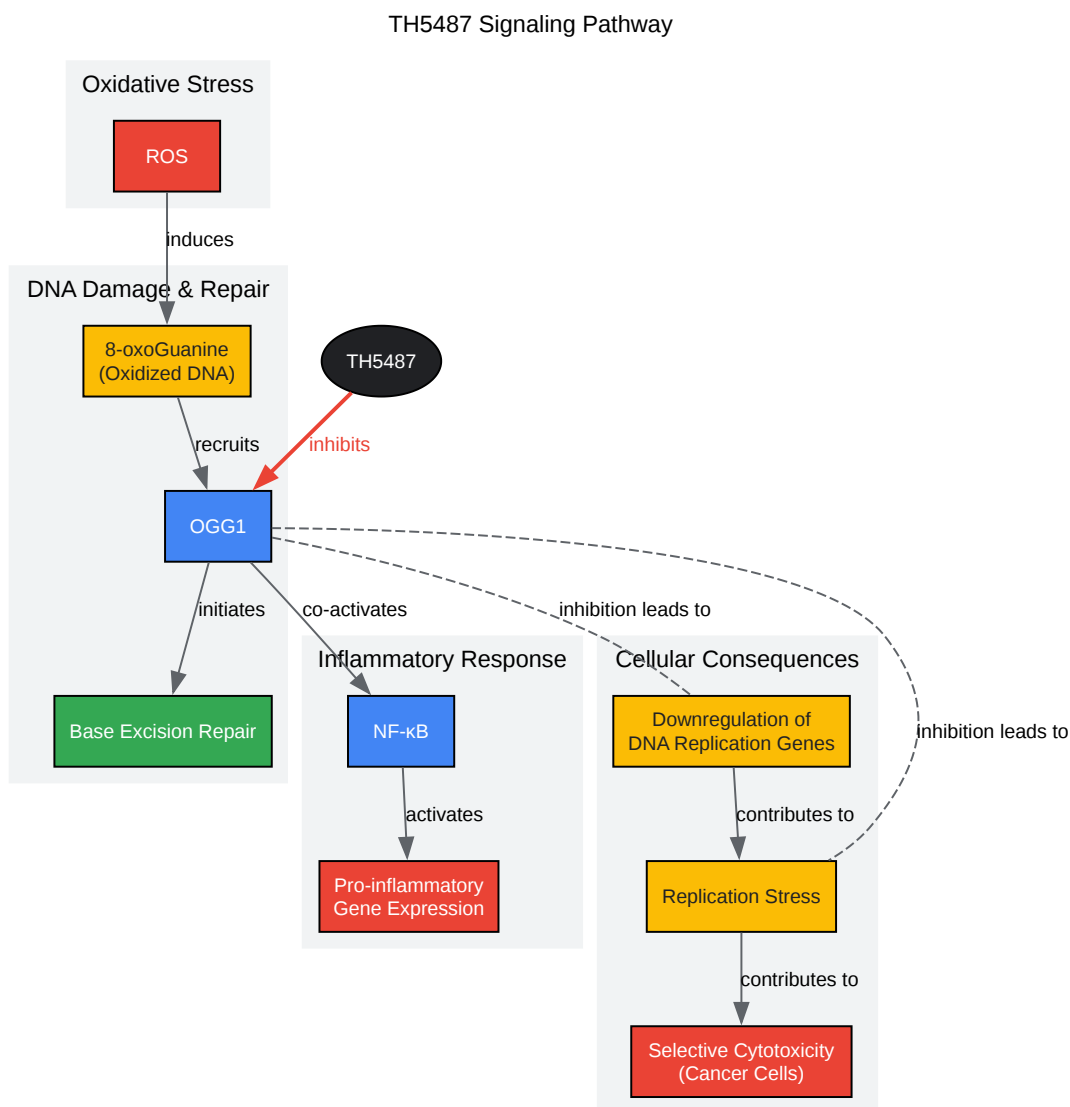 TH5487 Signaling Pathway
Oxidative Stress
ROS
induces
DNA Damage & Repair
8-oxoGuanine
(Oxidized DNA)
TH5487
recruits
inhibits
OGG1
initiates
co-activates
inhibition leads to
Inflammatory Response
Cellular Consequences
Base Excision Repair
NF-κB
Downregulation of
DNA Replication Genes
inhibition leads to
activates
contributes to
Pro-inflammatory
Gene Expression
Replication Stress
contributes to
Selective Cytotoxicity
(Cancer Cells)